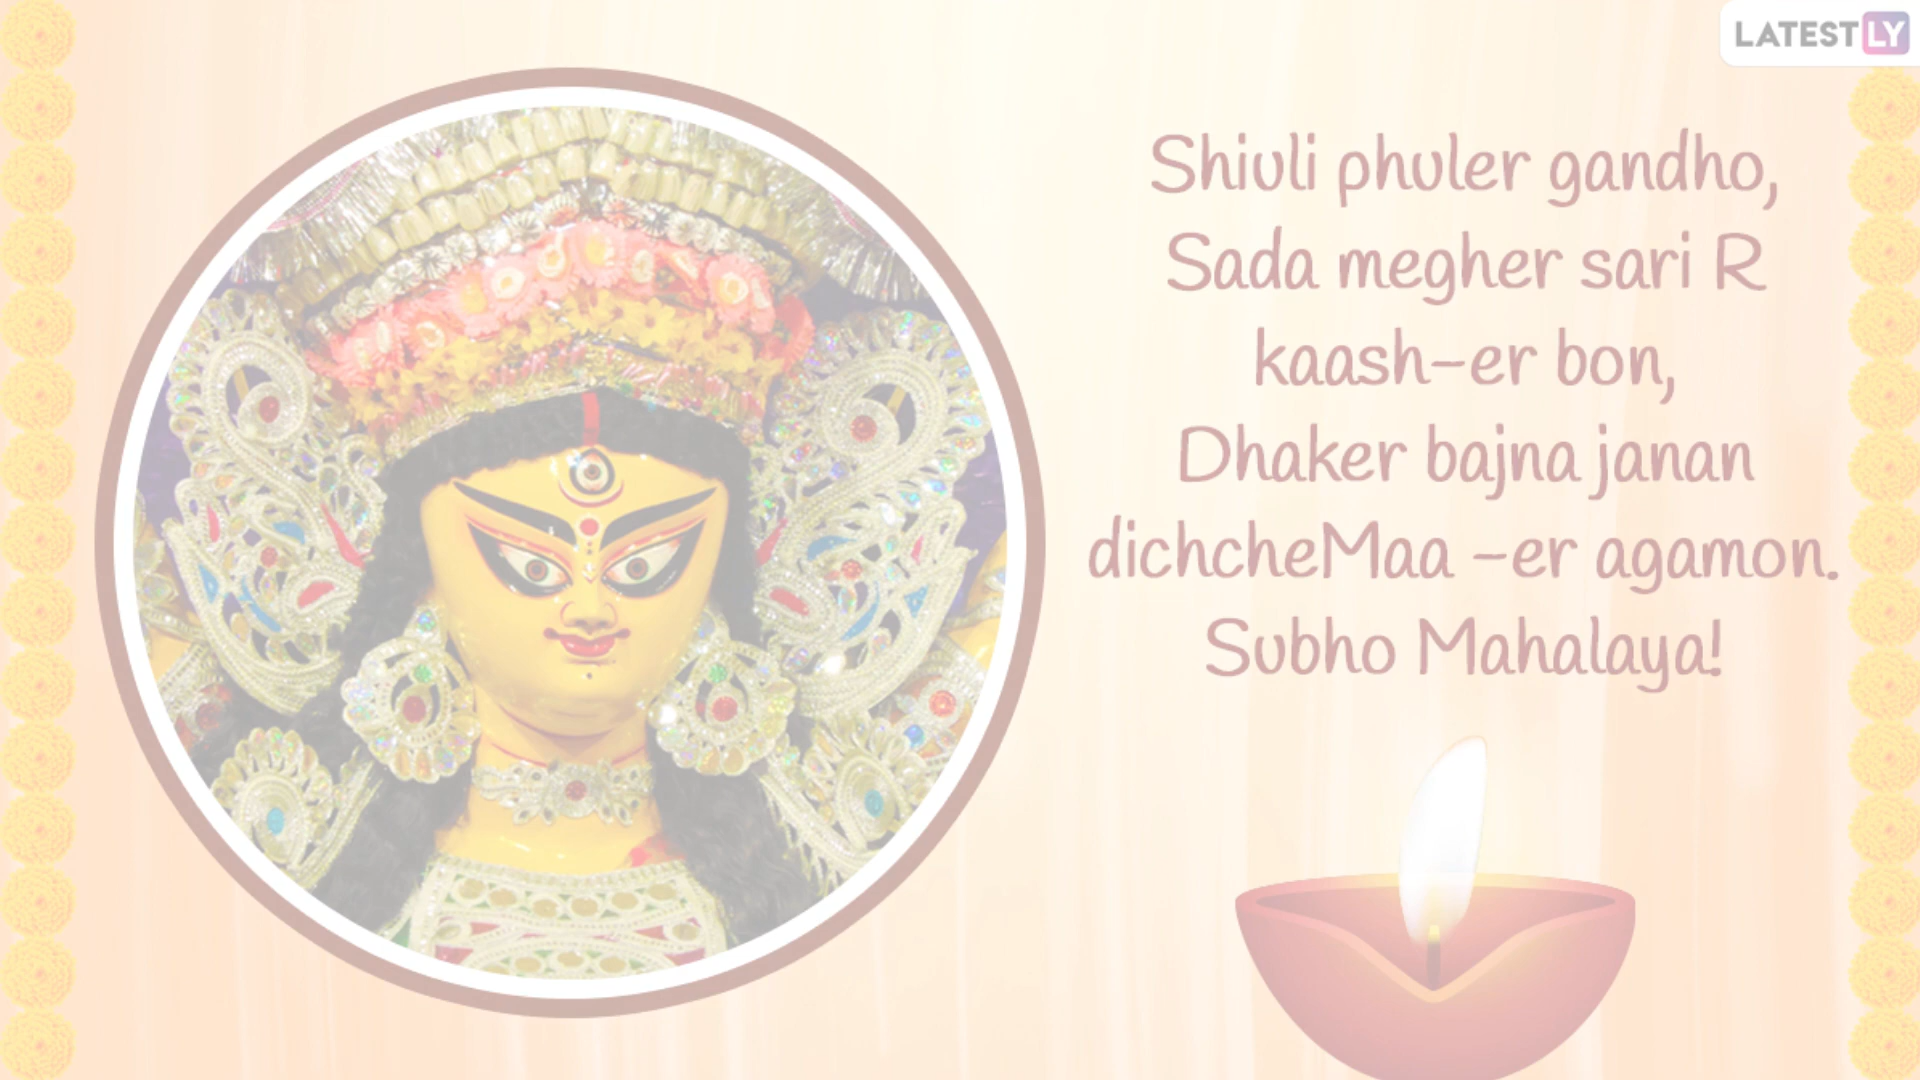 LATESTLY
Shiuli phuler gandho,
Sada megher sari R
kaash-er bon,
Dhaker bajna janan
dichcheMaa -er agamon.
Subho Mahalaya!